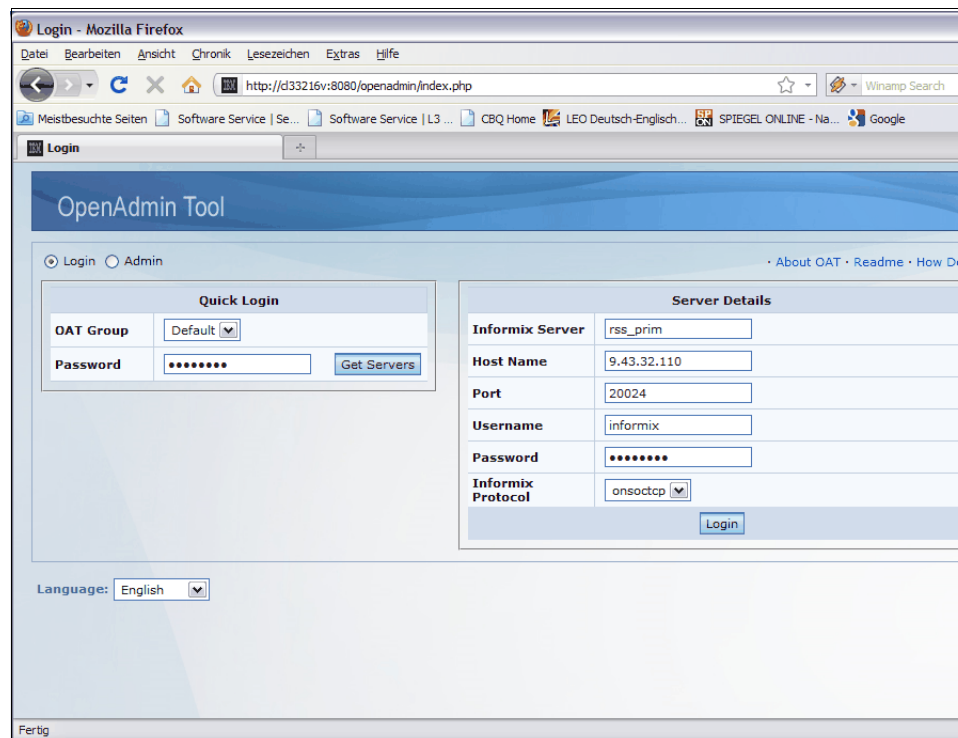 Login - Mozilla Firefox
Datei Bearbeiten Ansicht Chronik Lesezeichen Extras Hilfe
http://cl33216v:8080/openadmin/index.php Winamp Search
Meistbesuchte Seiten Software Service | Se... Software Service | L3 ... CBQ Home LEO Deutsch-Englisch... SPIEGEL ONLINE - Na... Google
Login
OpenAdmin Tool
Login Admin
· About OAT · Readme · How
Quick Login
OAT Group Default
Password •••••••• Get Servers
Server Details
Informix Server rss_prim
Host Name 9.43.32.110
Port 20024
Username informix
Password ••••••••
Informix Protocol onsoctcp
Login
Language: English
Fertig